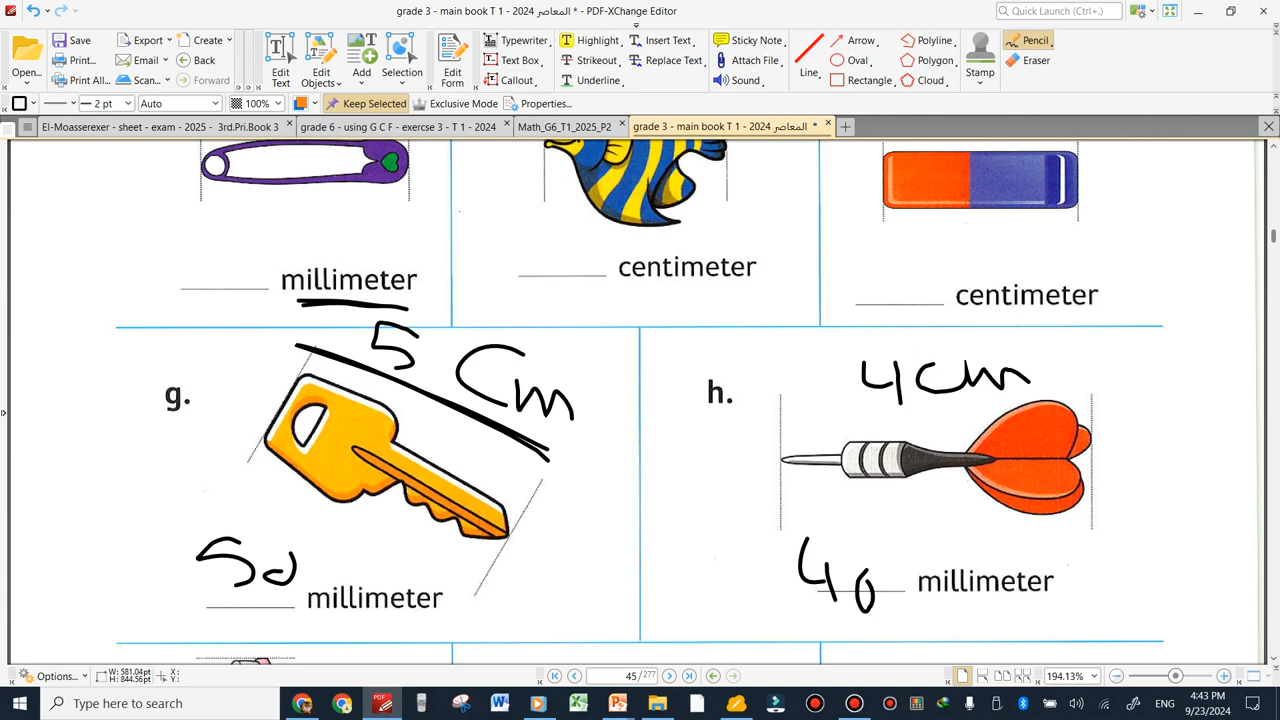 grade 3 - main book T 1 - 2024 المعاصر * - PDF-XChange Editor
Quick Launch (Ctrl+.)
Open...
Save
Print...
Print All...
Export
Email
Scan...
Create
Back
Forward
Edit Text
Edit Objects
Add
Selection
Edit Form
Typewriter
Text Box
Callout
Highlight
Strikeout
Underline
Insert Text
Replace Text
Sticky Note
Attach File
Sound
Line
Arrow
Oval
Rectangle
Polyline
Polygon
Cloud
Stamp
Pencil
Eraser
2 pt
Auto
100%
Keep Selected
Exclusive Mode
Properties...
El-Moasserexer - sheet - exam - 2025 - 3rd.Pri.Book 3
grade 6 - using G C F - exercse 3 - T 1 - 2024
Math_G6_T1_2025_P2
grade 3 - main book T 1 - 2024 المعاصر *
millimeter
centimeter
centimeter
g.
5 Cm
50
millimeter
h.
4 cm
40
millimeter
Options...
W: 581.04pt
H: 844.56pt
X:
Y:
45 / 277
194.13%
Type here to search
4:43 PM
9/23/2024